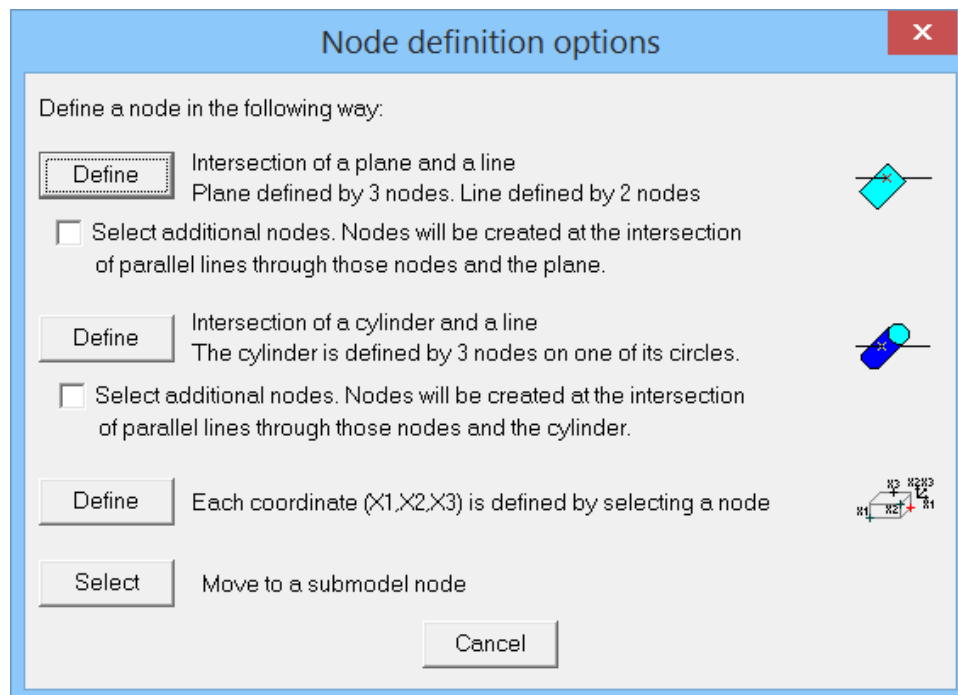 Node definition options
Define a node in the following way:
Define
Intersection of a plane and a line
Plane defined by 3 nodes. Line defined by 2 nodes
Select additional nodes. Nodes will be created at the intersection
of parallel lines through those nodes and the plane.
Define
Intersection of a cylinder and a line
The cylinder is defined by 3 nodes on one of its circles.
Select additional nodes. Nodes will be created at the intersection
of parallel lines through those nodes and the cylinder.
Define
Each coordinate (X1,X2,X3) is defined by selecting a node
X3 X2X3
X1 X2 X1
Select
Move to a submodel node
Cancel